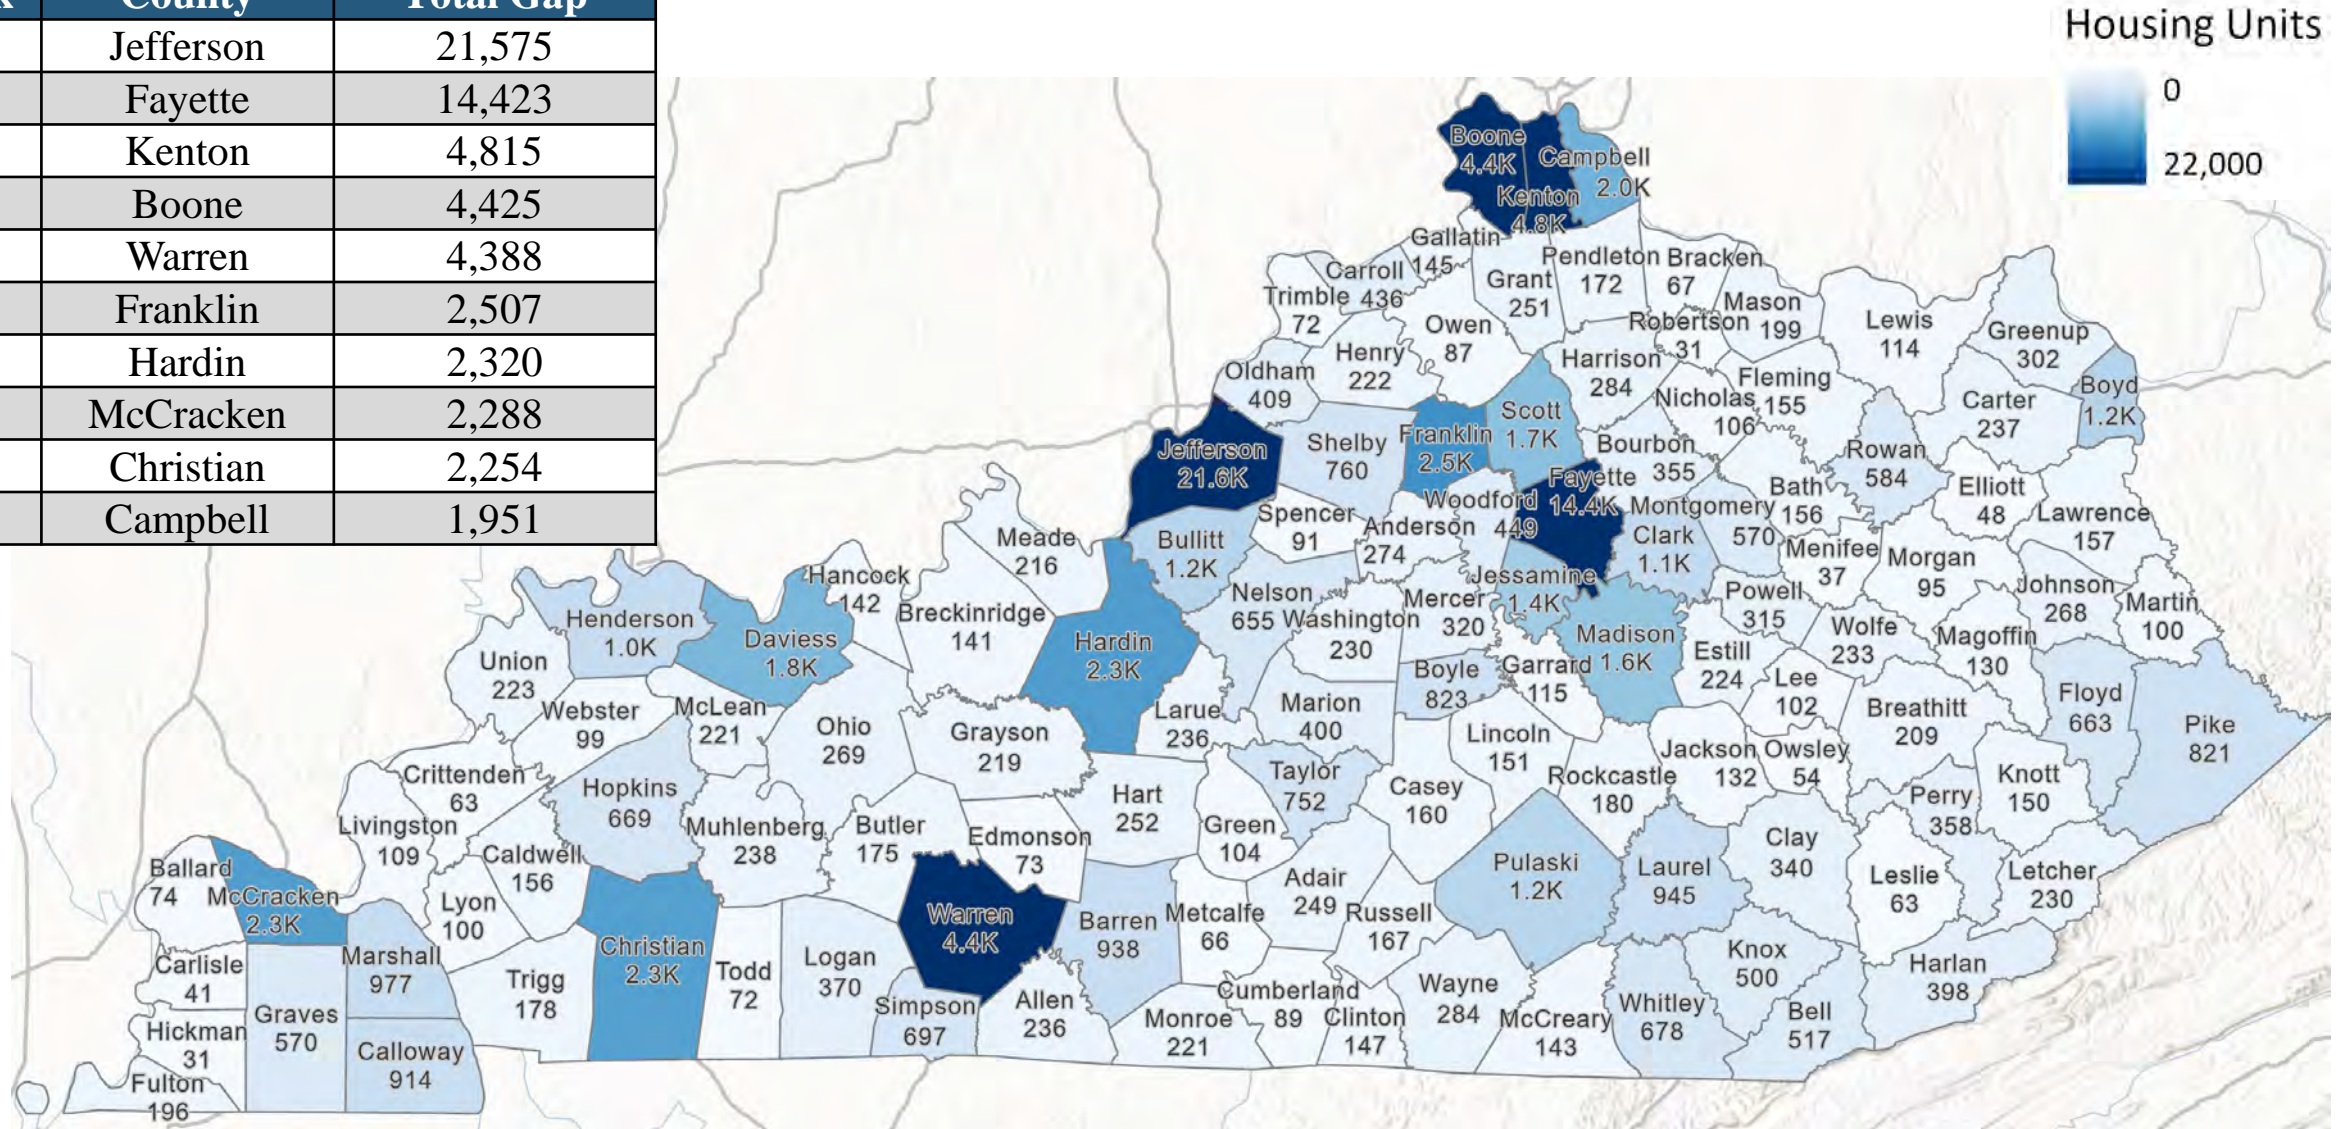 County Total Gap
Jefferson 21,575
Fayette 14,423
Kenton 4,815
Boone 4,425
Warren 4,388
Franklin 2,507
Hardin 2,320
McCracken 2,288
Christian 2,254
Campbell 1,951
Housing Units
0
22,000
Boone
4.4K
Campbell
2.0K
Kenton
4.8K
Gallatin
145
Carroll
436
Trimble
72
Grant
251
Pendleton
172
Bracken
67
Mason
199
Robertson
31
Owen
87
Henry
222
Oldham
409
Harrison
284
Nicholas
106
Fleming
155
Lewis
114
Greenup
302
Boyd
1.2K
Carter
237
Rowan
584
Elliott
48
Lawrence
157
Jefferson
21.6K
Shelby
760
Franklin
2.5K
Scott
1.7K
Bourbon
355
Fayette
14.4K
Woodford
449
Montgomery
570
Bath
156
Clark
1.1K
Menifee
37
Morgan
95
Johnson
268
Martin
100
Spencer
91
Anderson
274
Bullitt
1.2K
Meade
216
Hancock
142
Breckinridge
141
Hardin
2.3K
Nelson
655
Washington
230
Mercer
320
Jessamine
1.4K
Madison
1.6K
Powell
315
Estill
224
Wolfe
233
Magoffin
130
Lee
102
Floyd
663
Pike
821
Breathitt
209
Henderson
1.0K
Daviess
1.8K
Union
223
Webster
99
McLean
221
Ohio
269
Grayson
219
Larue
236
Marion
400
Boyle
823
Garrard
115
Lincoln
151
Rockcastle
180
Jackson
132
Owsley
54
Knott
150
Perry
358
Crittenden
63
Livingston
109
Hopkins
669
Muhlenberg
238
Butler
175
Edmonson
73
Hart
252
Green
104
Taylor
752
Casey
160
Clay
340
Leslie
63
Letcher
230
Pulaski
1.2K
Laurel
945
Ballard
74
McCracken
2.3K
Caldwell
156
Lyon
100
Christian
2.3K
Warren
4.4K
Barren
938
Metcalfe
66
Adair
249
Russell
167
Marshall
977
Carlisle
41
Graves
570
Trigg
178
Todd
72
Logan
370
Simpson
697
Allen
236
Monroe
221
Cumberland
89
Clinton
147
Wayne
284
McCreary
143
Whitley
678
Knox
500
Bell
517
Harlan
398
Hickman
31
Calloway
914
Fulton
196